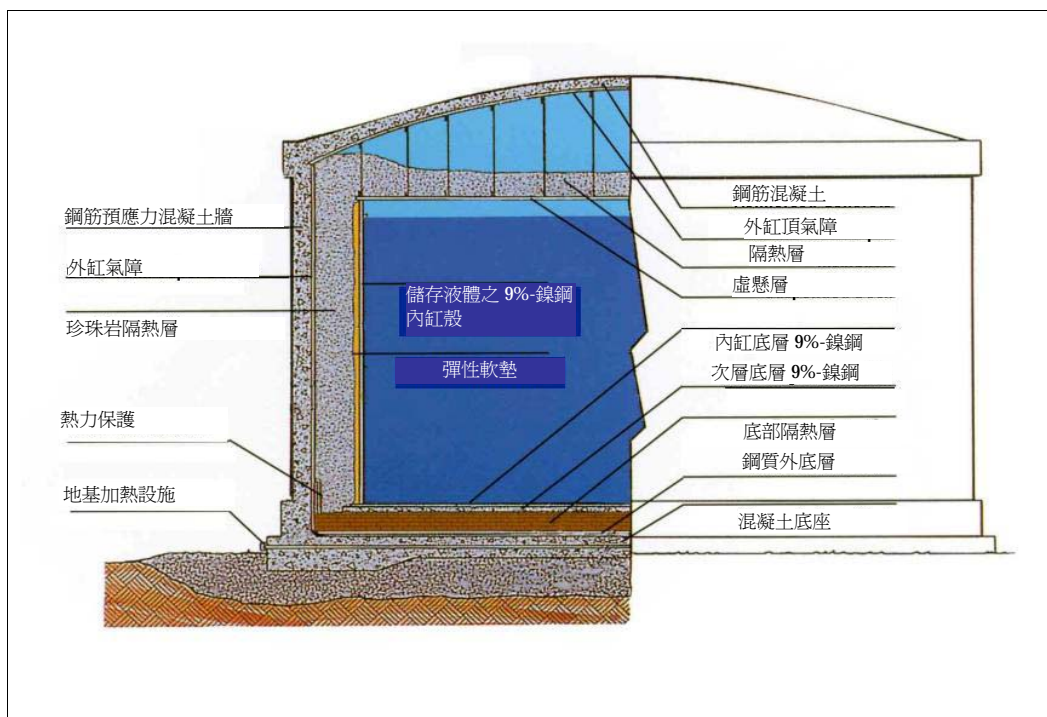 鋼筋預應力混凝土牆
外缸氣障
珍珠岩隔熱層
熱力保護
地基加熱設施
儲存液體之 9%-鎳鋼
內缸殼
彈性軟墊
鋼筋混凝土
外缸頂氣障
隔熱層
虛懸層
內缸底層 9%-鎳鋼
次層底層 9%-鎳鋼
底部隔熱層
鋼質外底層
混凝土底座